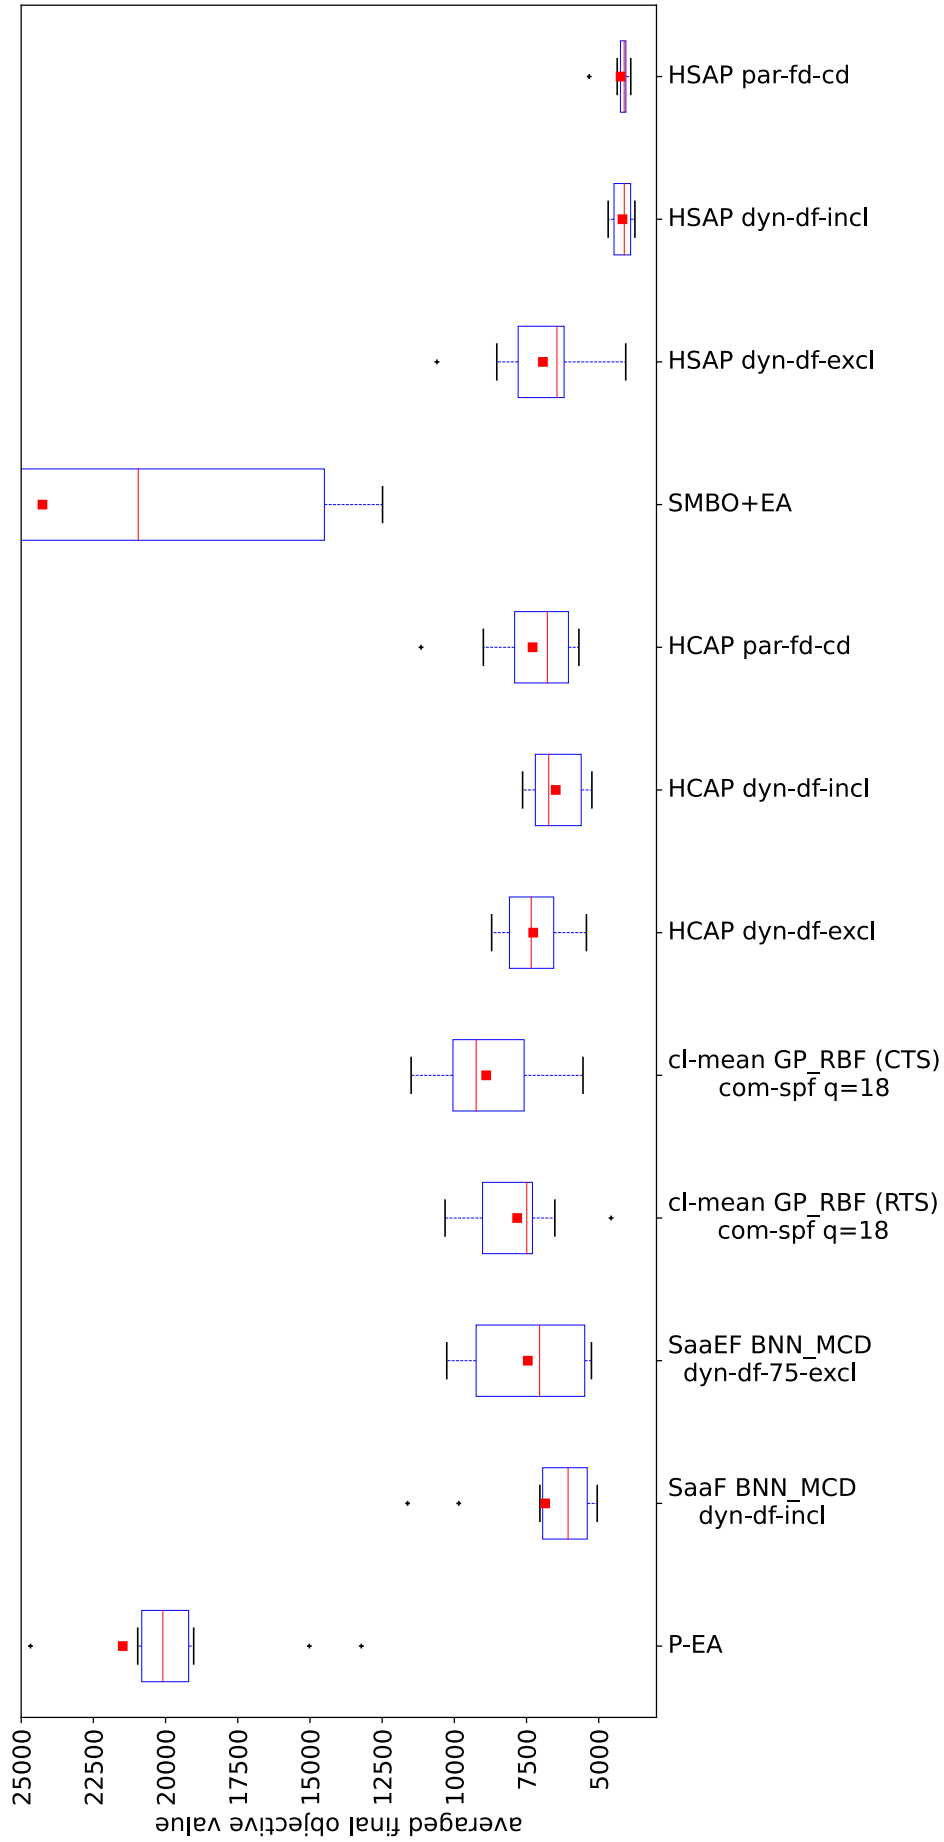 HSAP par-fd-cd
HSAP dyn-df-incl
HSAP dyn-df-excl
SMBO+EA
HCAP par-fd-cd
HCAP dyn-df-incl
HCAP dyn-df-excl
cl-mean GP_RBF (CTS)
com-spf q=18
cl-mean GP_RBF (RTS)
com-spf q=18
SaaEF BNN_MCD
dyn-df-75-excl
SaaF BNN_MCD
dyn-df-incl
P-EA
25000
22500
20000
17500
15000
12500
10000
7500
5000
averaged final objective value